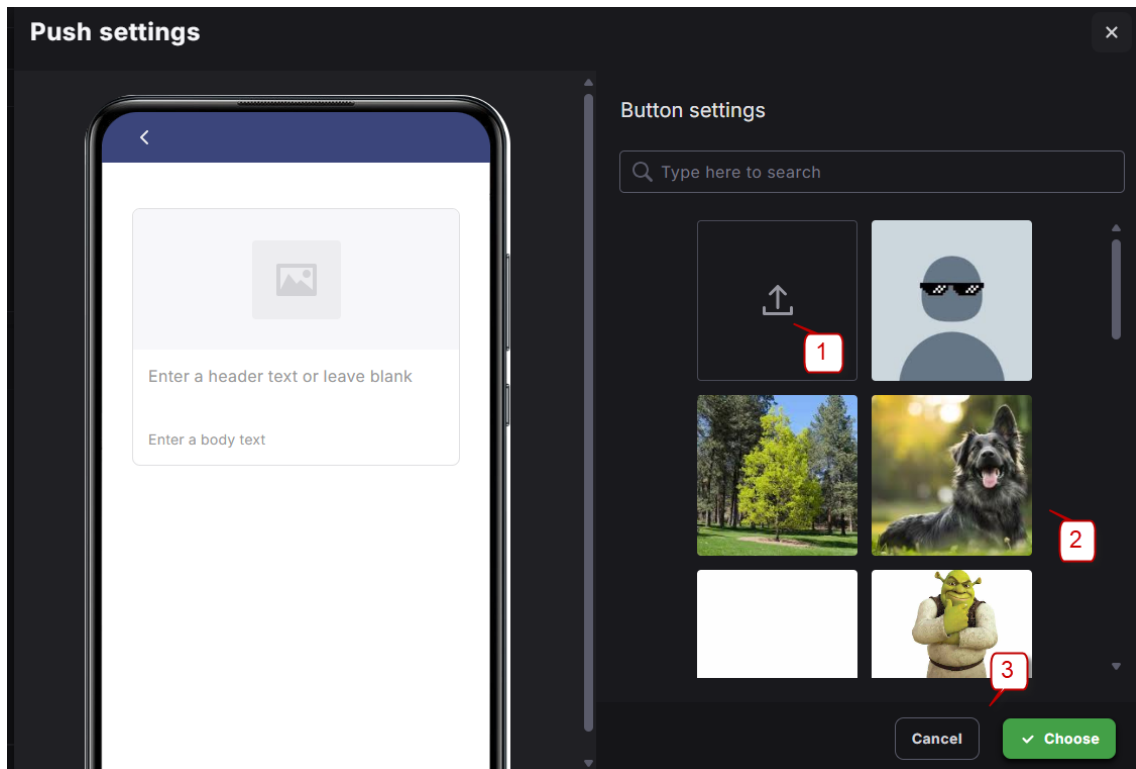 Push settings
Button settings
Type here to search
1
Enter a header text or leave blank
Enter a body text
2
3
Cancel
Choose